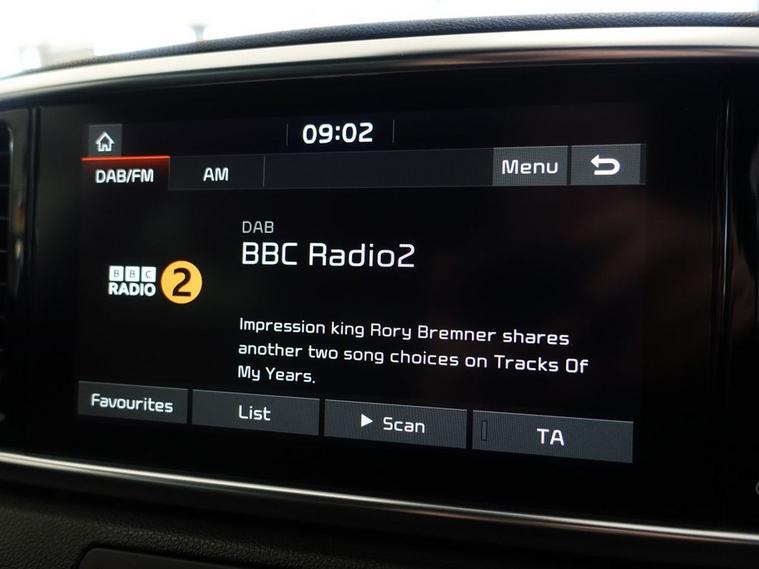 09:02
DAB/FM AM Menu
DAB
BBC Radio2
BBC
RADIO 2
Impression king Rory Bremner shares
another two song choices on Tracks Of
My Years.
Favourites List Scan TA